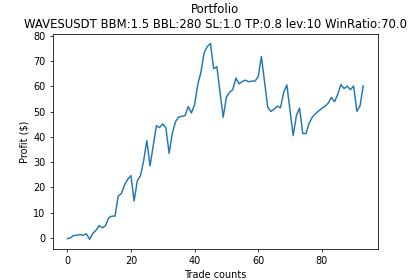 Portfolio
WAVESUSDT BBM:1.5 BBL:280 SL:1.0 TP:0.8 lev:10 WinRatio:70.0
80
70
60
50
40
30
20
10
0
Profit ($)
0 20 40 60 80
Trade counts